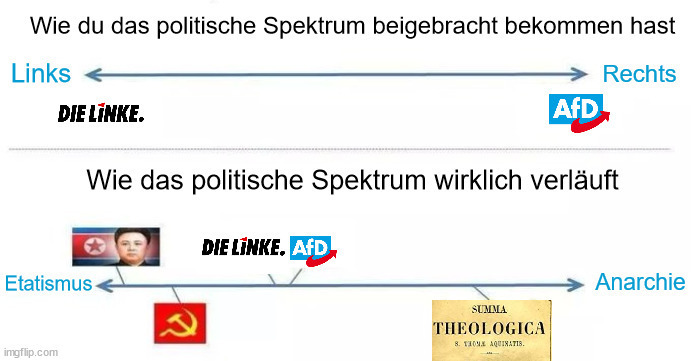 Wie du das politische Spektrum beigebracht bekommen hast
Links
Rechts
DIE LiNKE.
AfD
Wie das politische Spektrum wirklich verläuft
DIE LiNKE. AfD
Etatismus
Anarchie
SUMMA
THEOLOGICA
S. THOMÆ AQUINATIS.
imgflip.com